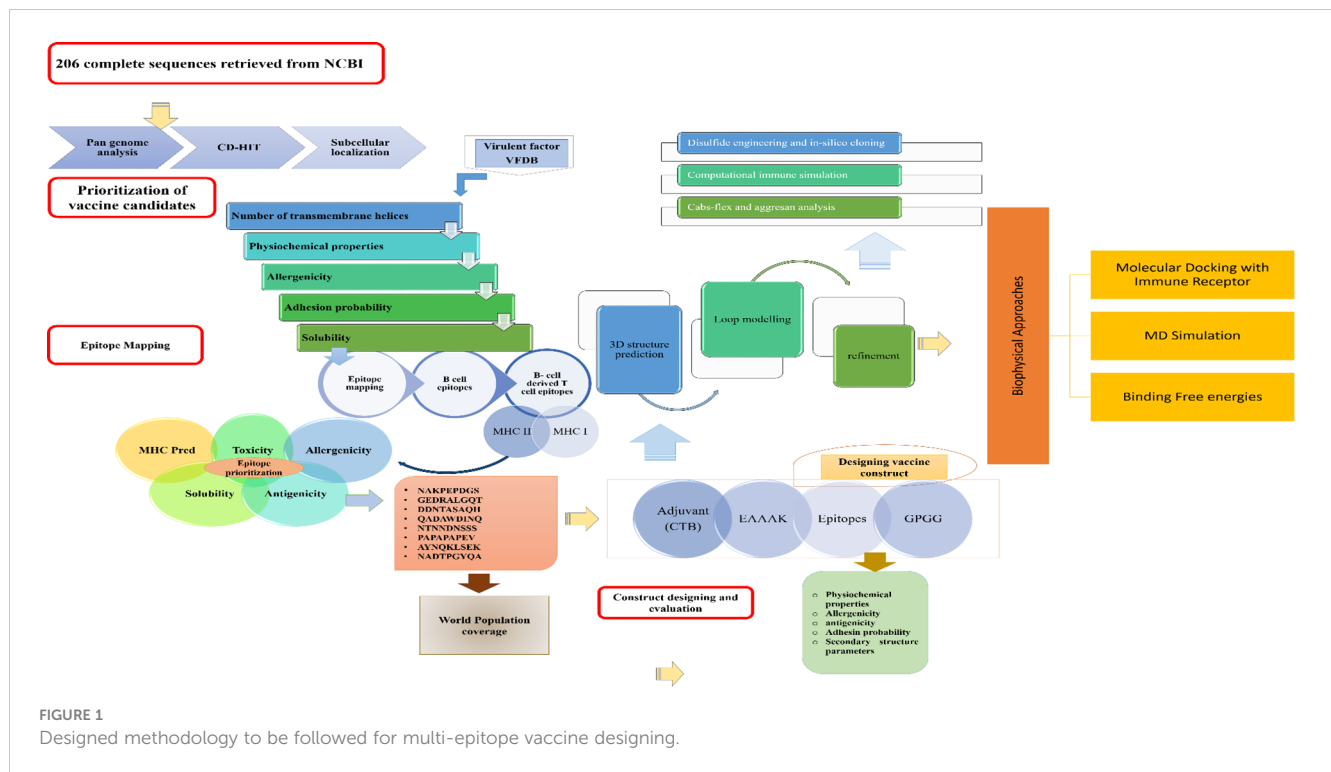 206 complete sequences retrieved from NCBI
Pan genome
analysis
CD-HIT
Subcellular
localization
Virulent factor
VFDB
Prioritization of
vaccine candidates
Number of transmembrane helices
Physiochemical properties
Allergenicity
Adhesion probability
Solubility
Epitope Mapping
Epitope
mapping
B cell
epitopes
B- cell
derived T
cell epitopes
MHC II
MHC I
MHC Pred
Toxicity
Allergenicity
Epitope
prioritization
Solubility
Antigenicity
• NAKPEPDGS
• GEDRALGQT
• DDNTASAQH
• QADAWDINQ
• NTNNDNSSS
• PAPAPAPEV
• AYNQKLSEK
• NADTPGYQA
World Population
coverage
Disulfide engineering and in-silico cloning
Computational immune simulation
Cabs-flex and aggresan analysis
3D structure
prediction
Loop modelling
refinement
Biophysical Approaches
Molecular Docking with
Immune Receptor
MD Simulation
Binding Free energies
Designing vaccine
construct
Adjuvant
(CTB)
EAAAK
Epitopes
GPGG
Construct designing and
evaluation
o Physiochemical
properties
o Allergenicity
o antigenicity
o Adhesin probability
o Secondary structure
parameters
FIGURE 1
Designed methodology to be followed for multi-epitope vaccine designing.